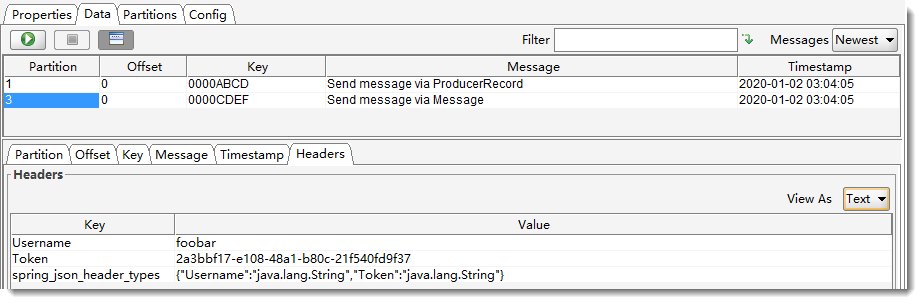 Properties Data Partitions Config
Filter Messages Newest
Partition Offset Key Message Timestamp
1 0 0000ABCD Send message via ProducerRecord 2020-01-02 03:04:05
3 0 0000CDEF Send message via Message 2020-01-02 03:04:05
Partition Offset Key Message Timestamp Headers
Headers
View As Text
Key Value
Username foobar
Token 2a3bbf17-e108-48a1-b80c-21f540fd9f37
spring_json_header_types {"Username":"java.lang.String","Token":"java.lang.String"}